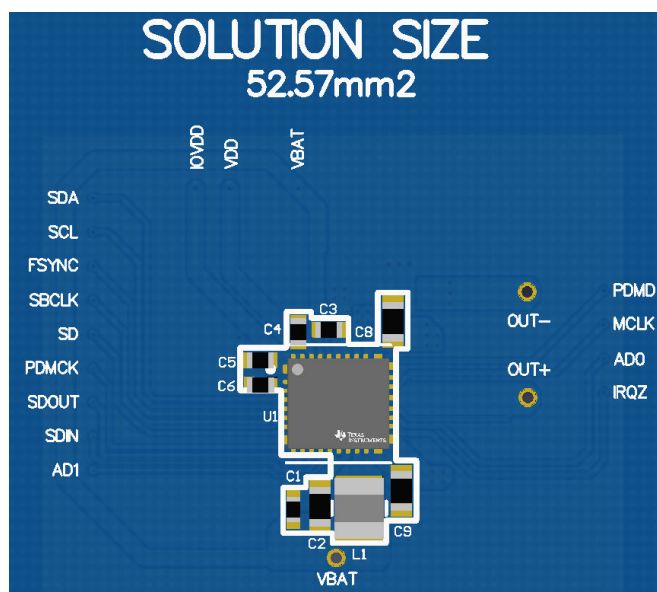 SOLUTION SIZE
52.57mm2
IOVDD
VDD
VBAT
SDA
SCL
FSYNC
SBCLK
SD
PDMCK
SDOUT
SDIN
AD1
C3
C4
C8
C5
C6
U1
TEXAS
INSTRUMENTS
C1
C2
L1
C9
VBAT
OUT-
OUT+
PDMD
MCLK
AD0
IRQZ